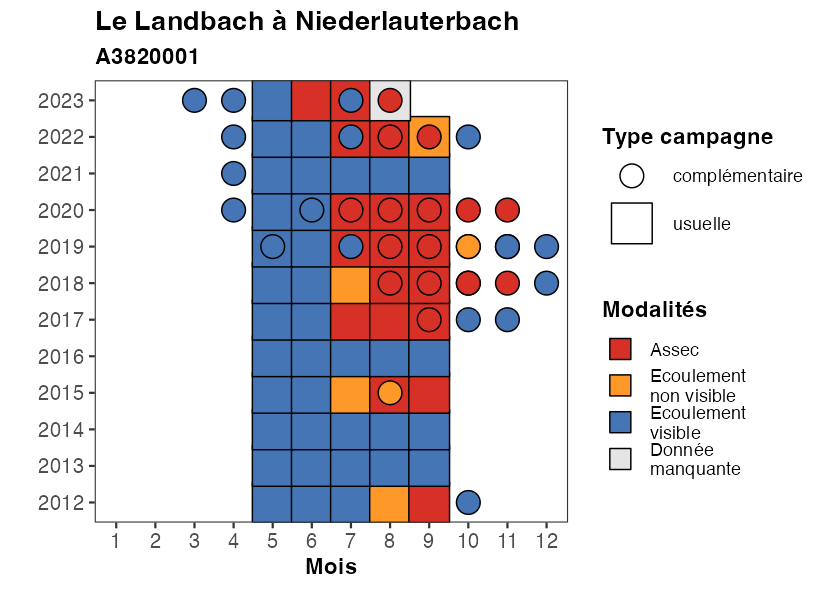 Le Landbach à Niederlauterbach
A3820001
2023
2022
2021
2020
2019
2018
2017
2016
2015
2014
2013
2012
1 2 3 4 5 6 7 8 9 10 11 12
Mois
Type campagne
complémentaire
usuelle
Modalités
Assec
Ecoulement
non visible
Ecoulement
visible
Donnée
manquante